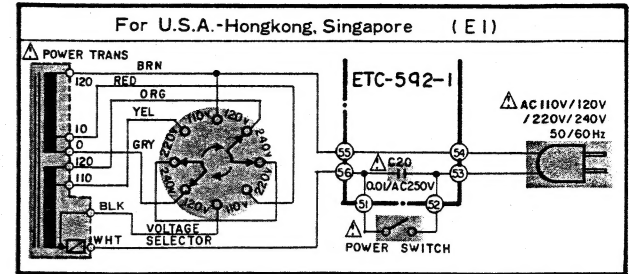 For U.S.A.-Hongkong, Singapore (E1)
POWER TRANS
BRN
120
RED
ORG
YEL
10
0
GRY
120
110
BLK
WHT
VOLTAGE
SELECTOR
110V
120V
240V
220V
110V
120V
240V
220V
ETC-592-1
55
54
56
53
C20
0.01/AC250V
51
52
POWER SWITCH
AC110V/120V
/220V/240V
50/60Hz